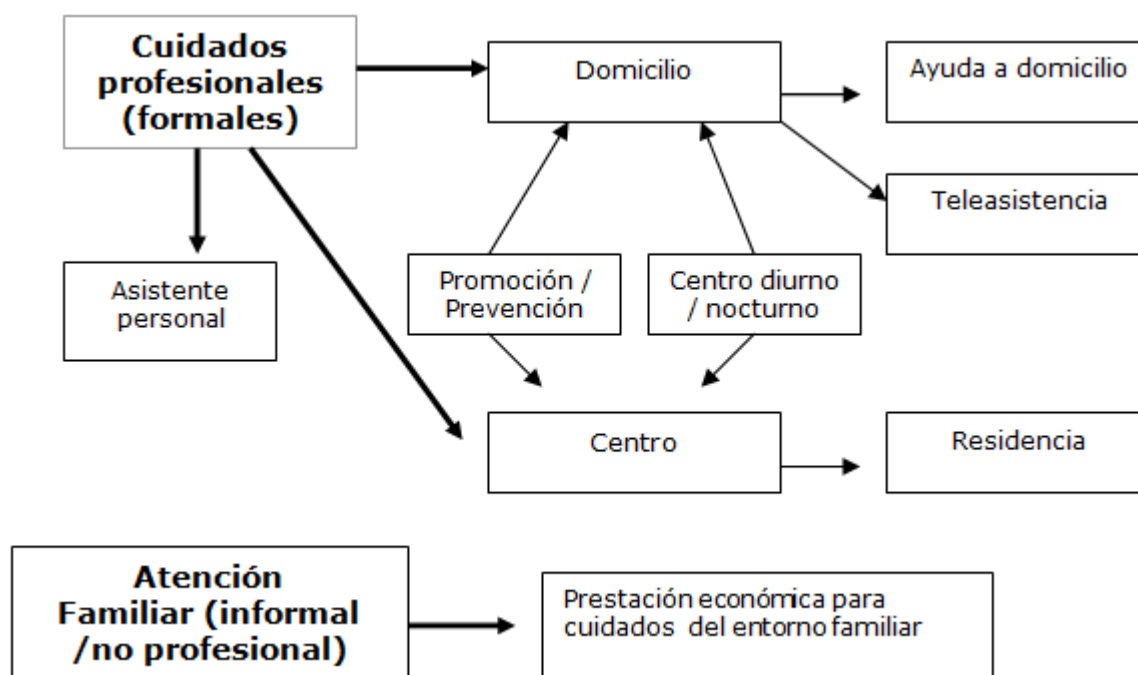 Cuidados
profesionales
(formales)
Domicilio
Ayuda a domicilio
Teleasistencia
Asistente
personal
Promoción /
Prevención
Centro diurno
/ nocturno
Centro
Residencia
Atención
Familiar (informal
/no profesional)
Prestación económica para
cuidados del entorno familiar